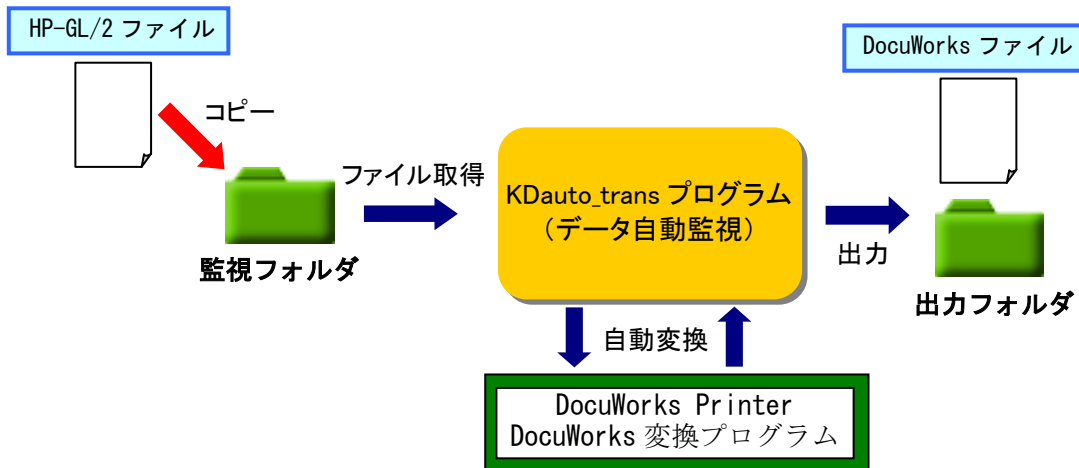 HP-GL/2 ファイル
DocuWorks ファイル
コピー
ファイル取得
監視フォルダ
KDauto_trans プログラム
（データ自動監視）
出力
出力フォルダ
自動変換
DocuWorks Printer
DocuWorks 変換プログラム